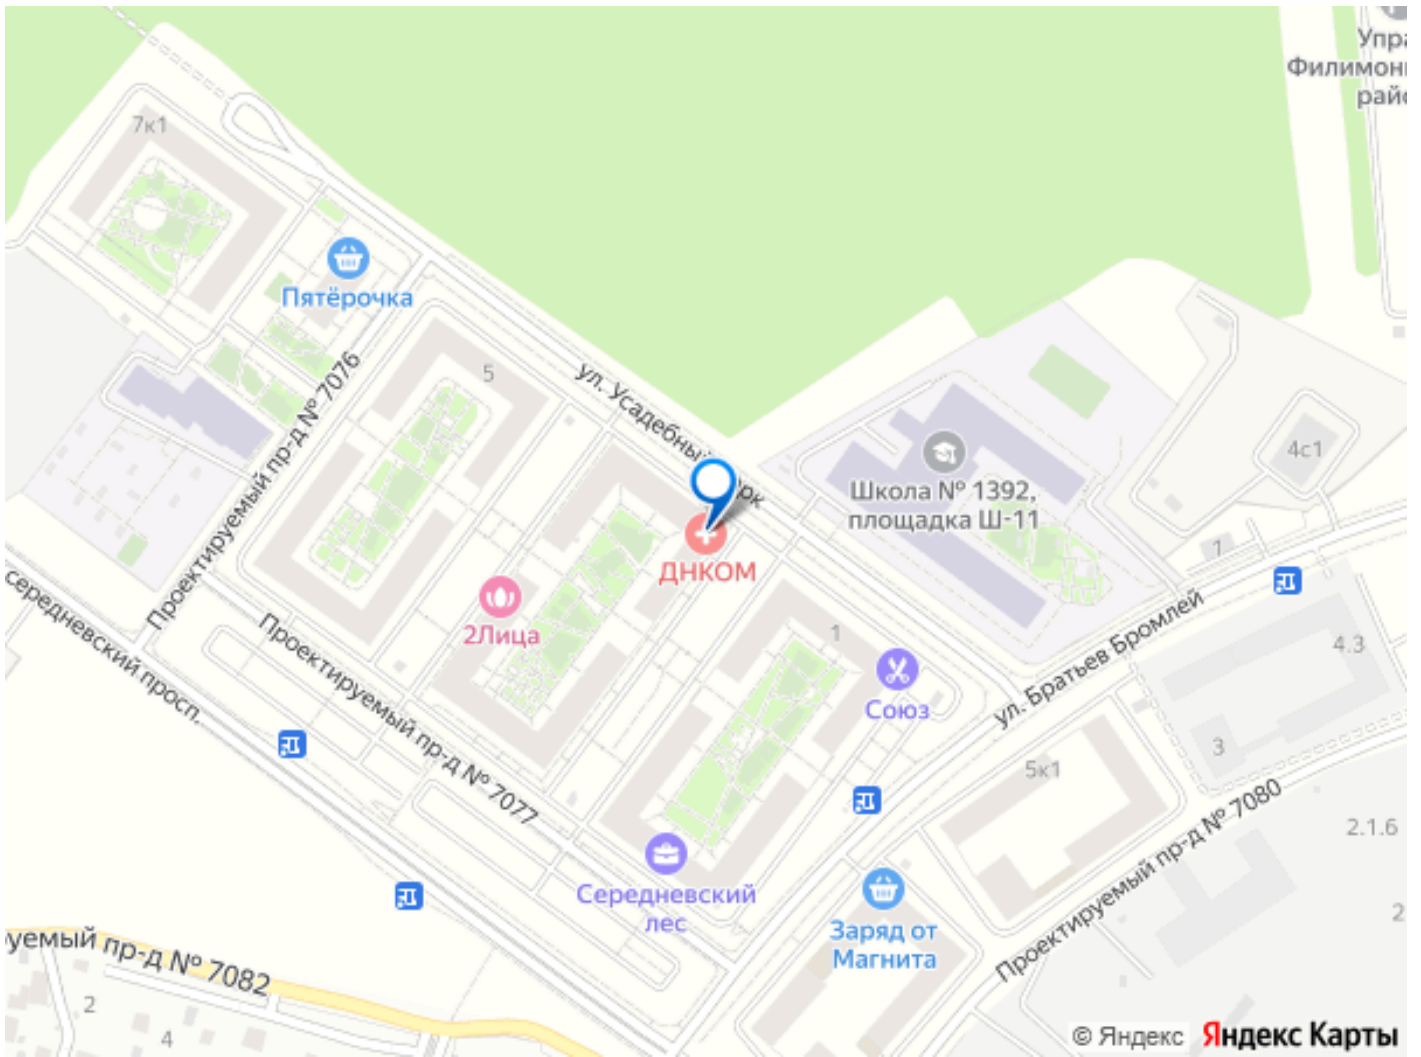 Упра
Филимон
райо
7к1
Пятёрочка
Проектируемый пр-д № 7076
5
ул. Усадебный парк
4с1
Школа № 1392,
площадка Ш-11
ДНКОМ
1
2Лица
1
середневский просп.
Проектируемый пр-д № 7077
ул. Братьев Бромлей
4.3
Союз
3
5к1
Проектируемый пр-д № 7080
2.1.6
Середневский
лес
Заряд от
Магнита
2
уемый пр-д № 7082
2
4
© Яндекс Яндекс Карты